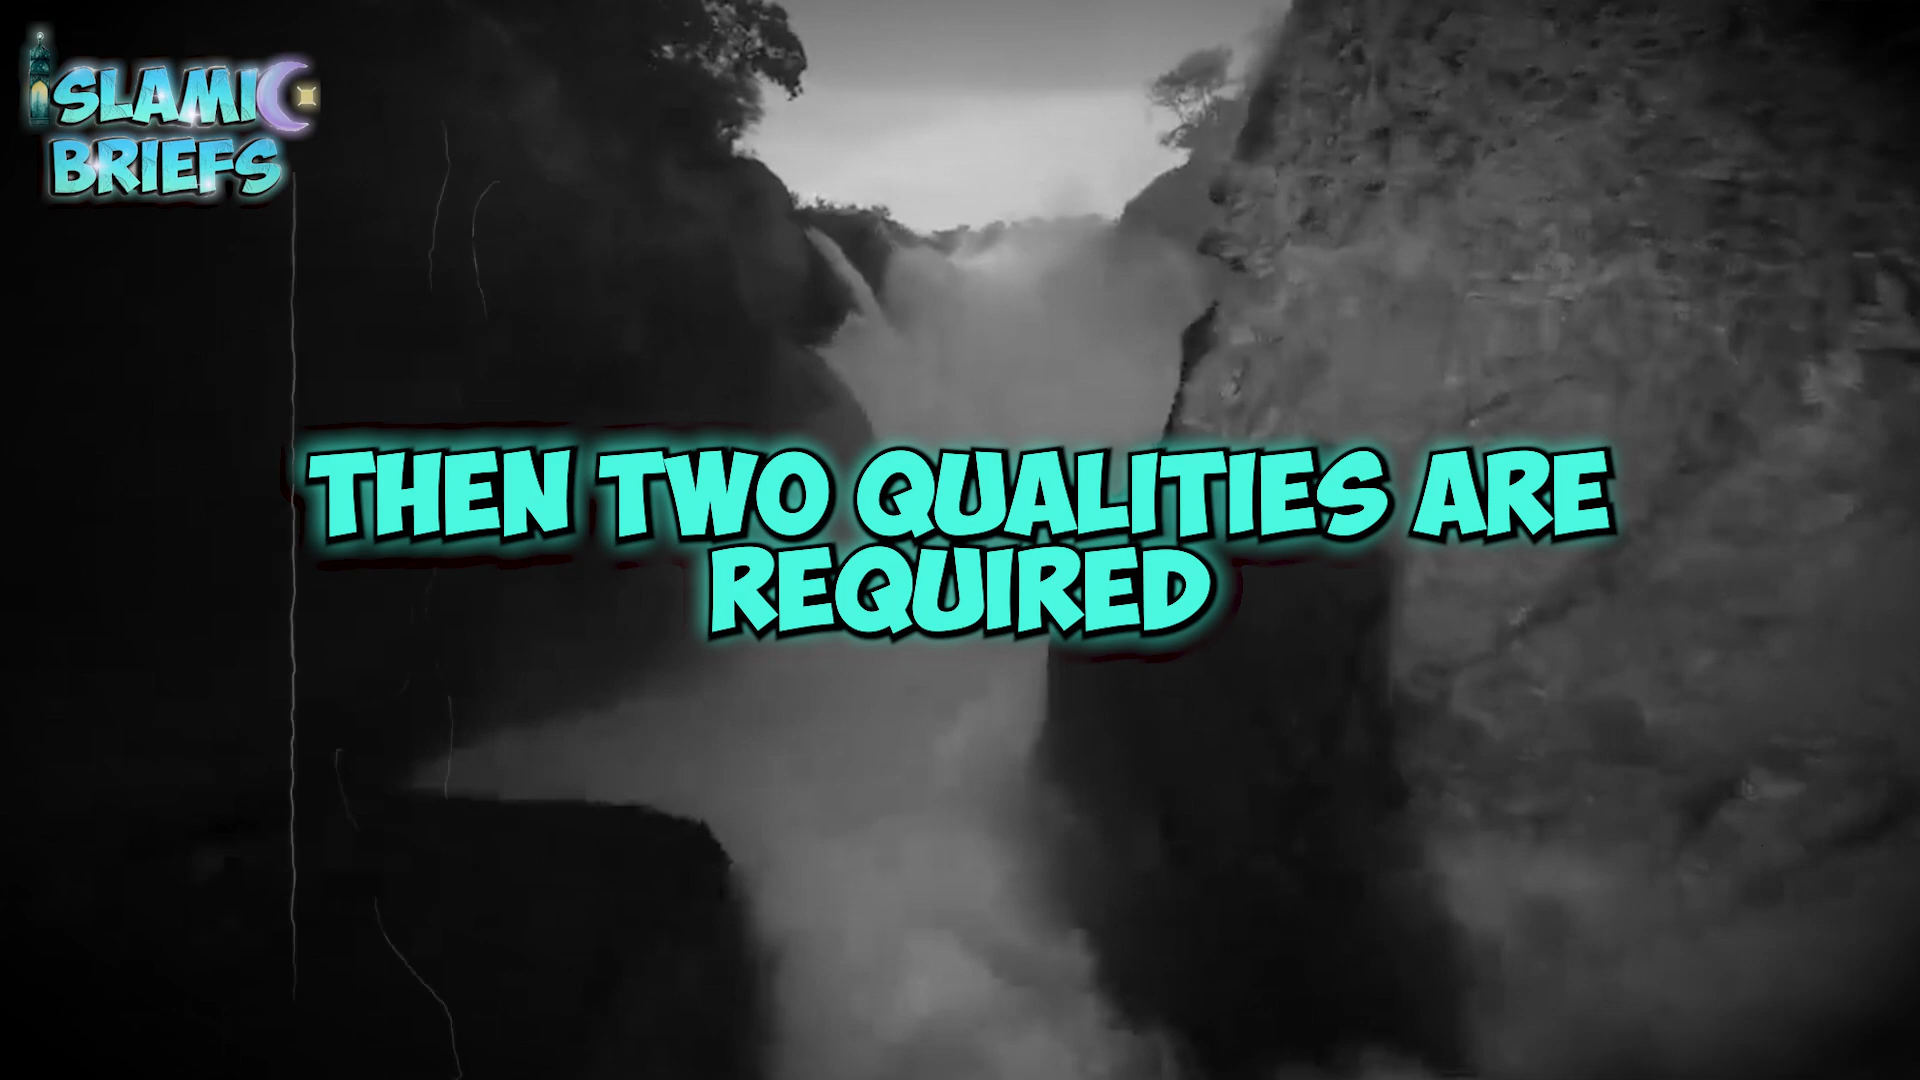 ISLAMIC
BRIEFS
THEN TWO QUALITIES ARE
REQUIRED